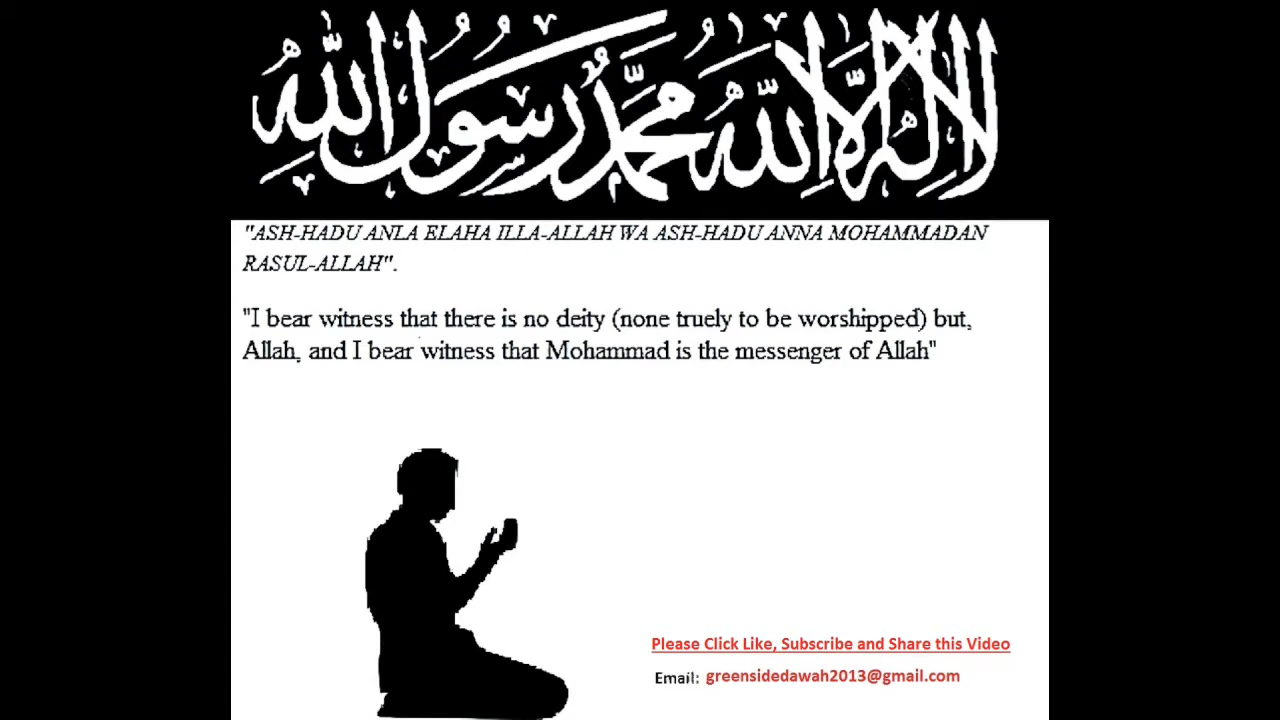 لا إله إلا الله محمد رسول الله
"ASH-HADU ANLA ELAHA ILLA-ALLAH WA ASH-HADU ANNA MOHAMMADAN
RASUL-ALLAH".
"I bear witness that there is no deity (none truely to be worshipped) but,
Allah, and I bear witness that Mohammad is the messenger of Allah"
Please Click Like, Subscribe and Share this Video
Email: greensidedawah2013@gmail.com